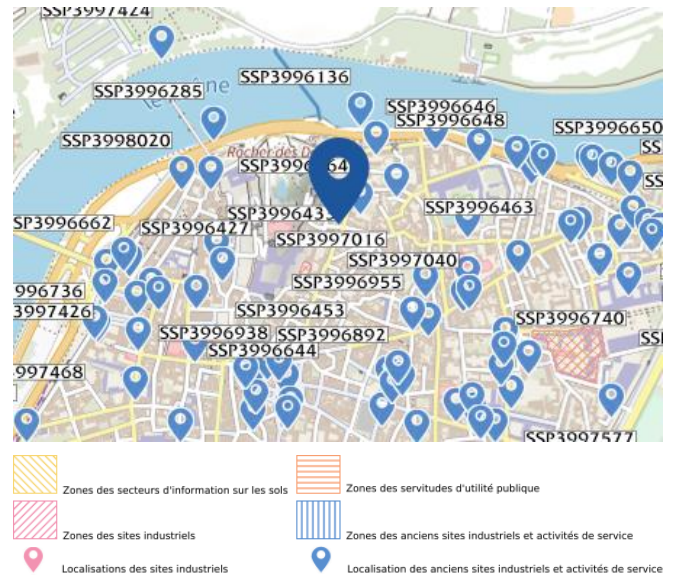 SSP3997424
SSP3996136
SSP3996285
SSP3996646
SSP3996648
SSP3996650
SSP3998020
Rocher des D
SSP3996463
SSP3996662
SSP3996427
SSP3997016
SSP3997040
SSP3996955
996736
SSP3996453
SSP3996740
3997426
SSP3996938
SSP3996892
SSP3996644
997468
SSP3997577
Zones des secteurs d'information sur les sols
Zones des servitudes d'utilité publique
Zones des sites industriels
Zones des anciens sites industriels et activités de service
Localisations des sites industriels
Localisation des anciens sites industriels et activités de service